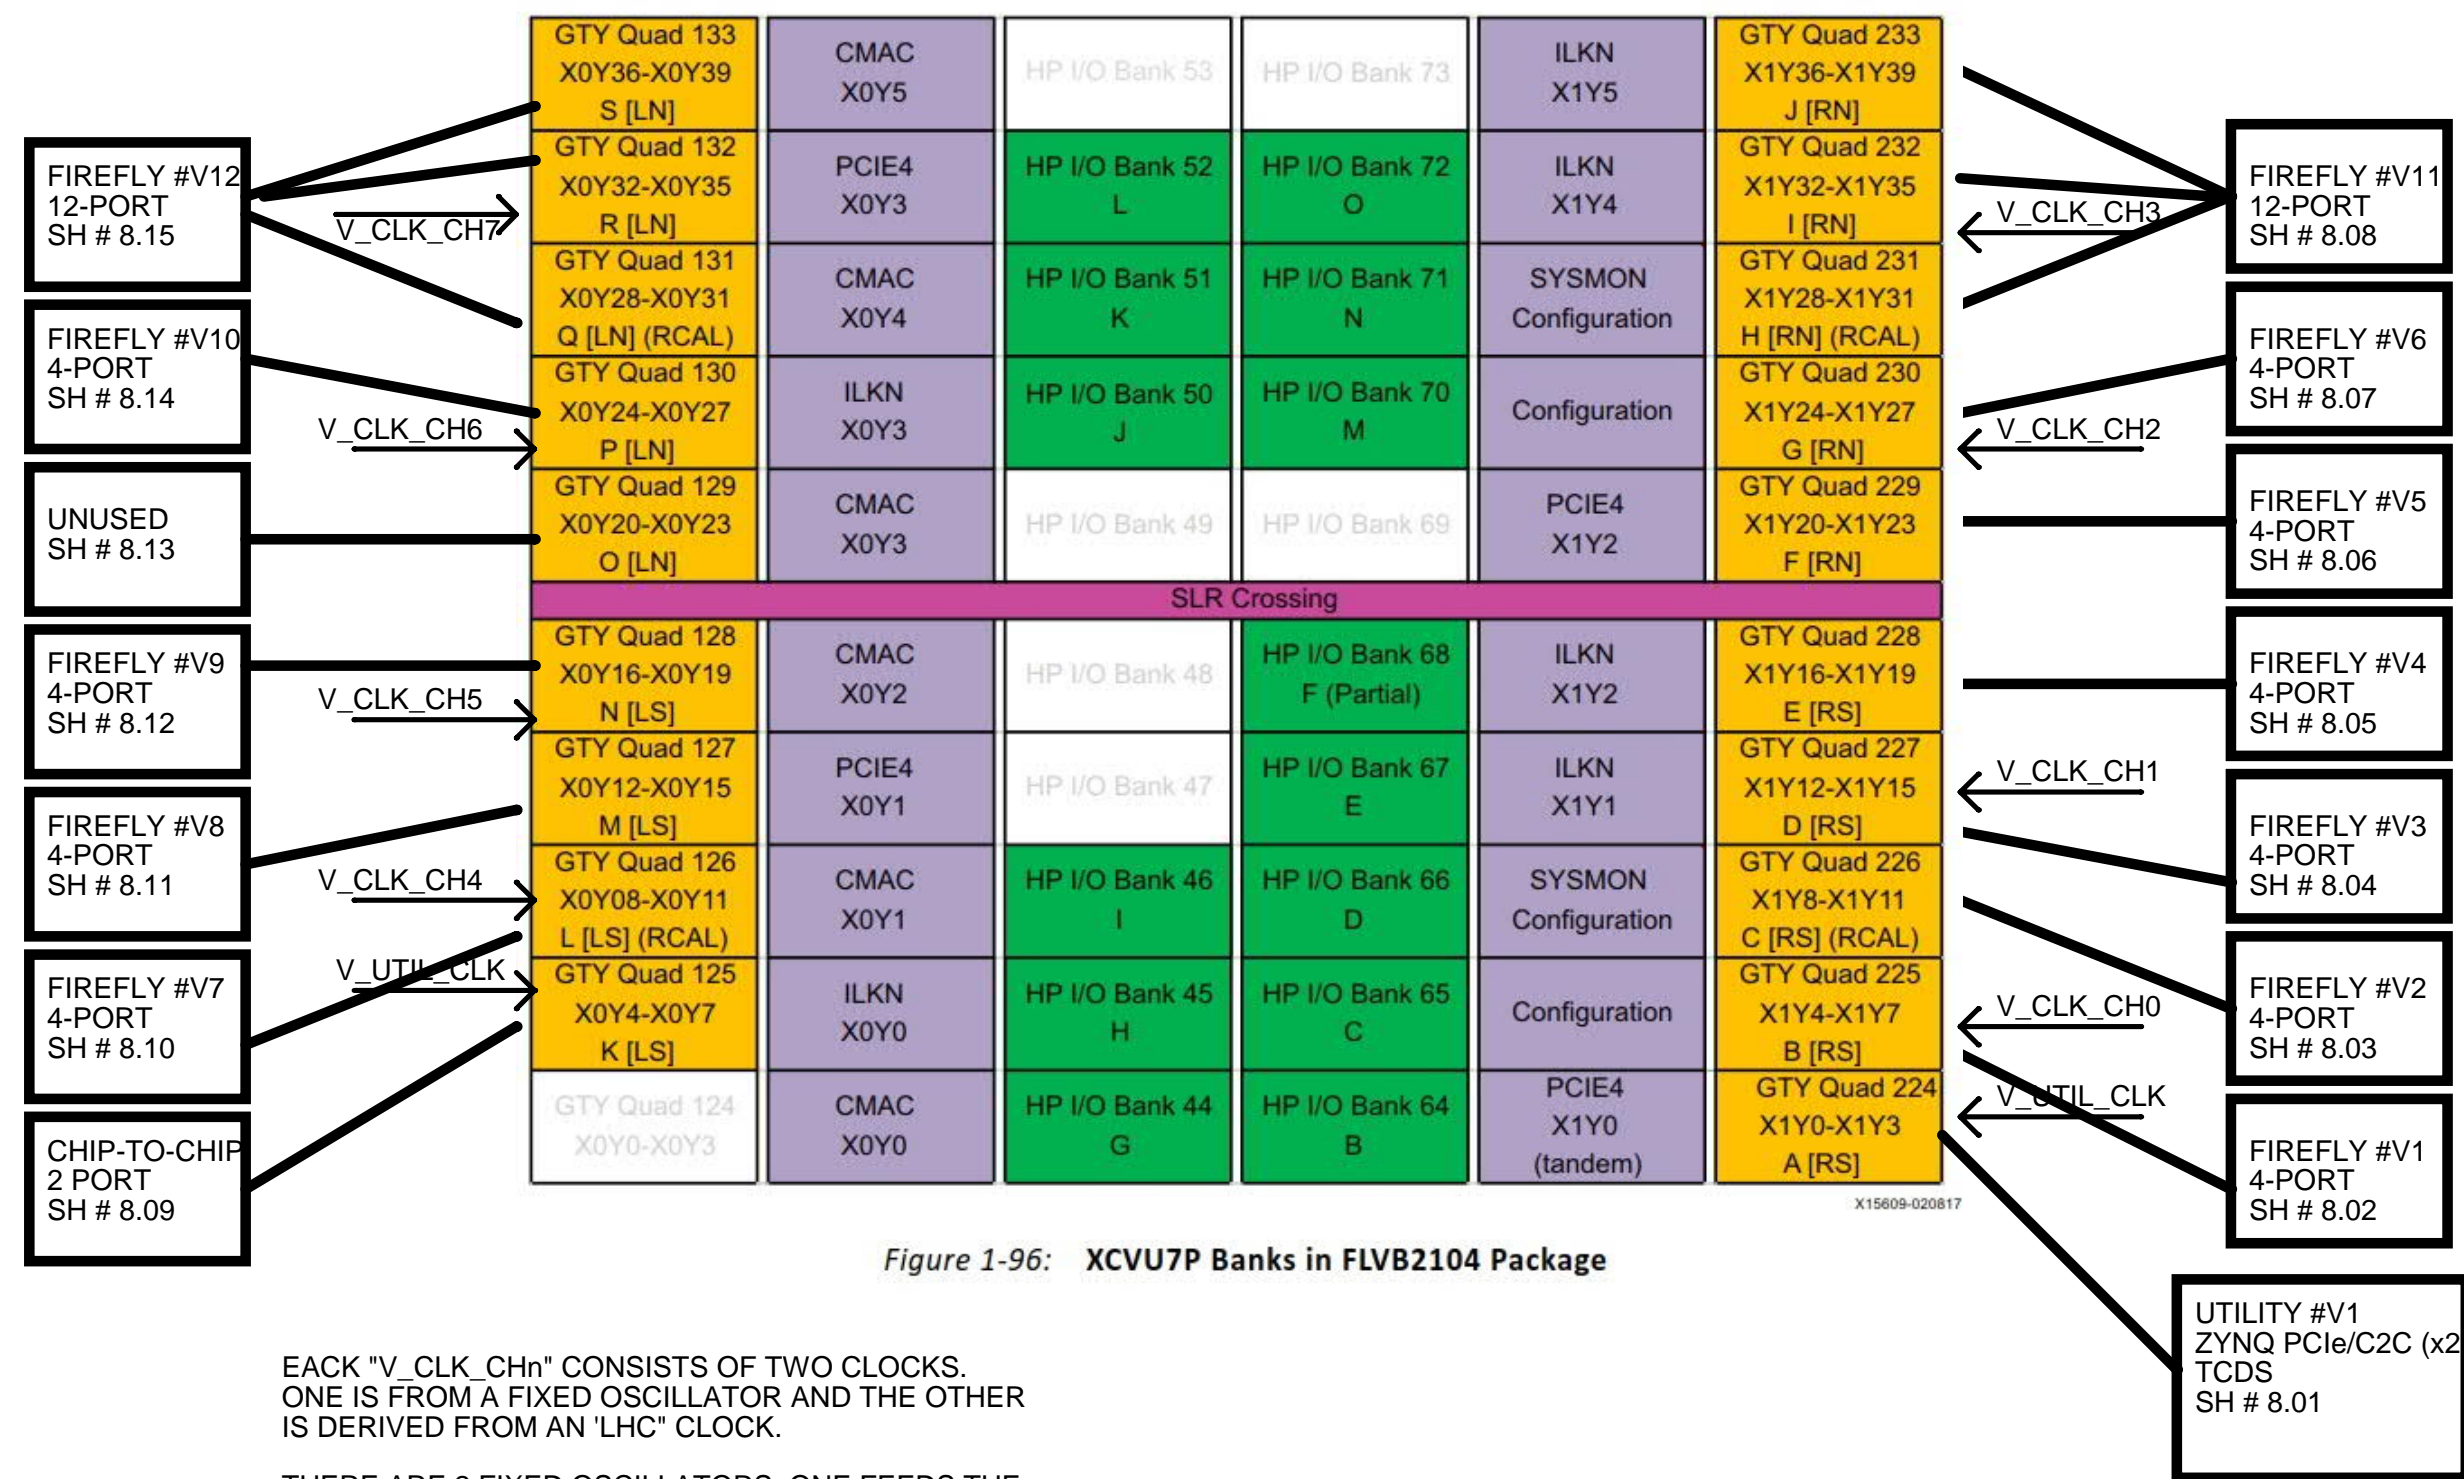 FIREFLY #V12
12-PORT
SH # 8.15
FIREFLY #V10
4-PORT
SH # 8.14
UNUSED
SH # 8.13
FIREFLY #V9
4-PORT
SH # 8.12
FIREFLY #V8
4-PORT
SH # 8.11
FIREFLY #V7
4-PORT
SH # 8.10
CHIP-TO-CHIP
2 PORT
SH # 8.09
V_CLK_CH7
V_CLK_CH6
V_CLK_CH5
V_CLK_CH4
V_UTIL_CLK
GTY Quad 133
X0Y36-X0Y39
S [LN]
CMAC
X0Y5
HP I/O Bank 53
HP I/O Bank 73
ILKN
X1Y5
GTY Quad 233
X1Y36-X1Y39
J [RN]
GTY Quad 132
X0Y32-X0Y35
R [LN]
PCIE4
X0Y3
HP I/O Bank 52
L
HP I/O Bank 72
O
ILKN
X1Y4
GTY Quad 232
X1Y32-X1Y35
I [RN]
GTY Quad 131
X0Y28-X0Y31
Q [LN] (RCAL)
CMAC
X0Y4
HP I/O Bank 51
K
HP I/O Bank 71
N
SYSMON
Configuration
GTY Quad 231
X1Y28-X1Y31
H [RN] (RCAL)
GTY Quad 130
X0Y24-X0Y27
P [LN]
ILKN
X0Y3
HP I/O Bank 50
J
HP I/O Bank 70
M
Configuration
GTY Quad 230
X1Y24-X1Y27
G [RN]
GTY Quad 129
X0Y20-X0Y23
O [LN]
CMAC
X0Y3
HP I/O Bank 49
HP I/O Bank 69
PCIE4
X1Y2
GTY Quad 229
X1Y20-X1Y23
F [RN]
SLR Crossing
GTY Quad 128
X0Y16-X0Y19
N [LS]
CMAC
X0Y2
HP I/O Bank 48
HP I/O Bank 68
F (Partial)
ILKN
X1Y2
GTY Quad 228
X1Y16-X1Y19
E [RS]
GTY Quad 127
X0Y12-X0Y15
M [LS]
PCIE4
X0Y1
HP I/O Bank 47
HP I/O Bank 67
E
ILKN
X1Y1
GTY Quad 227
X1Y12-X1Y15
D [RS]
GTY Quad 126
X0Y08-X0Y11
L [LS] (RCAL)
CMAC
X0Y1
HP I/O Bank 46
I
HP I/O Bank 66
D
SYSMON
Configuration
GTY Quad 226
X1Y8-X1Y11
C [RS] (RCAL)
GTY Quad 125
X0Y4-X0Y7
K [LS]
ILKN
X0Y0
HP I/O Bank 45
H
HP I/O Bank 65
C
Configuration
GTY Quad 225
X1Y4-X1Y7
B [RS]
GTY Quad 124
X0Y0-X0Y3
CMAC
X0Y0
HP I/O Bank 44
G
HP I/O Bank 64
B
PCIE4
X1Y0
(tandem)
GTY Quad 224
X1Y0-X1Y3
A [RS]
X15609-020817
V_CLK_CH3
V_CLK_CH2
V_CLK_CH1
V_CLK_CH0
V_UTIL_CLK
FIREFLY #V11
12-PORT
SH # 8.08
FIREFLY #V6
4-PORT
SH # 8.07
FIREFLY #V5
4-PORT
SH # 8.06
FIREFLY #V4
4-PORT
SH # 8.05
FIREFLY #V3
4-PORT
SH # 8.04
FIREFLY #V2
4-PORT
SH # 8.03
FIREFLY #V1
4-PORT
SH # 8.02
UTILITY #V1
ZYNQ PCIe/C2C (x2
TCDS
SH # 8.01
Figure 1-96: XCVU7P Banks in FLVB2104 Package
EACK "V_CLK_CHn" CONSISTS OF TWO CLOCKS.
ONE IS FROM A FIXED OSCILLATOR AND THE OTHER
IS DERIVED FROM AN 'LHC" CLOCK.
THERE ARE 2 FIXED OSCILLATORS. ONE FEEDS THE